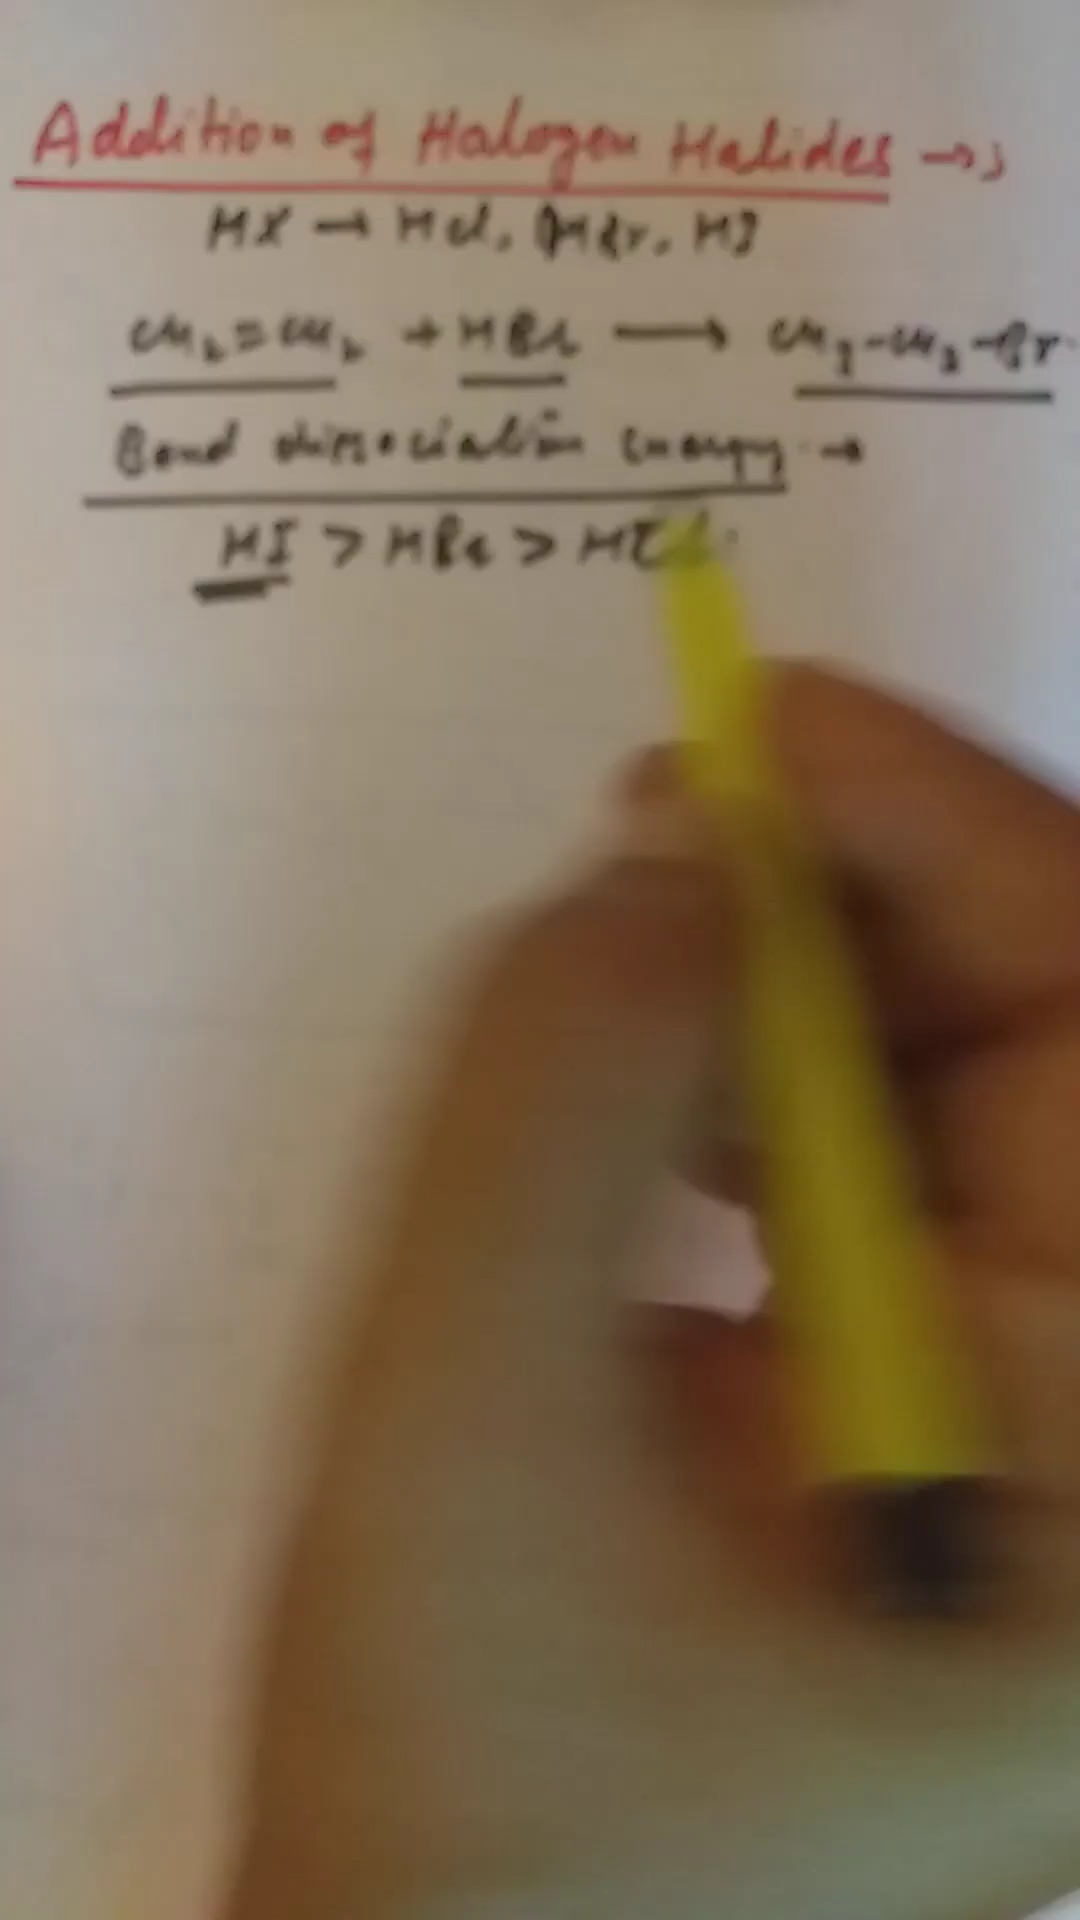 Addition of Halogen Halides →
HX → HCl, HBr, HI
CH₂=CH₂ + HBr → CH₃-CH₂-Br
Bond dissociation Energy →
HI > HBr > HCl